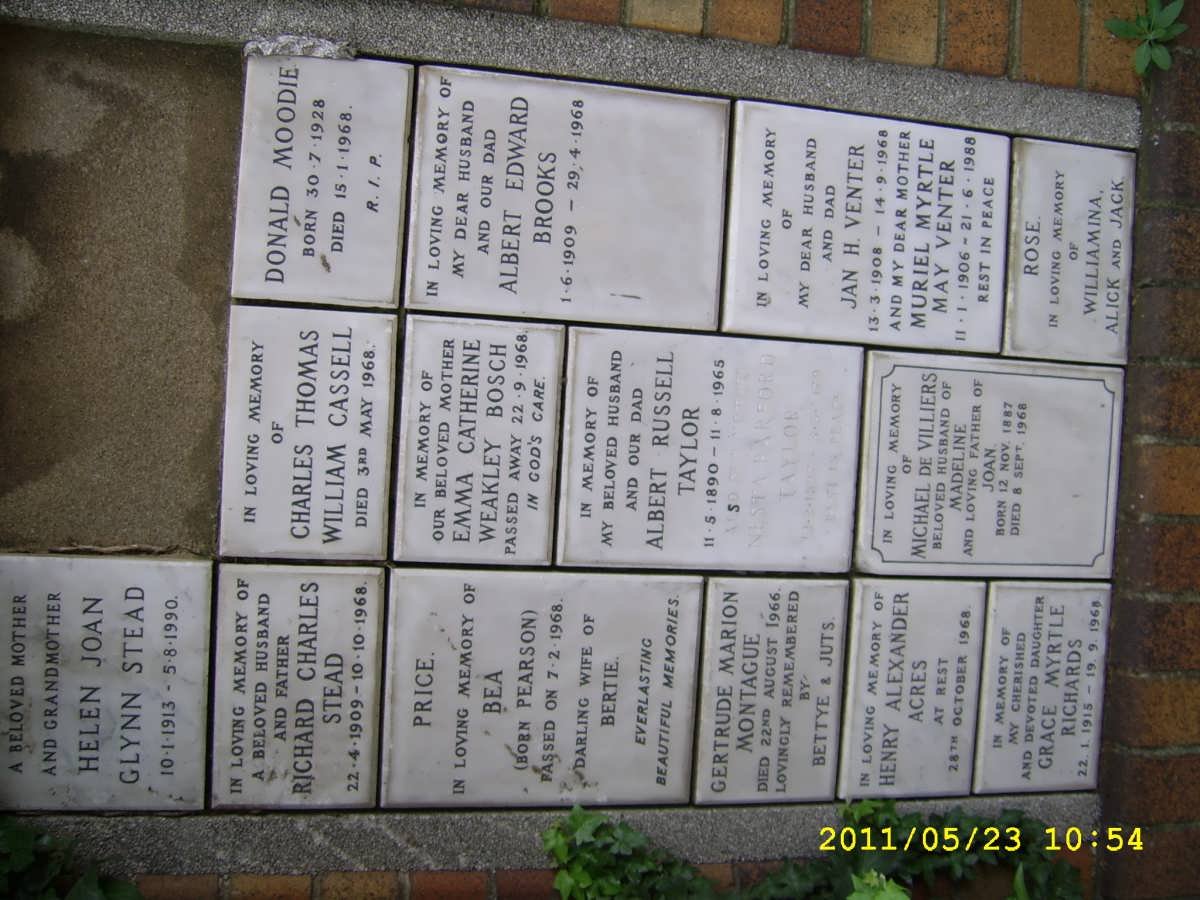 A BELOVED MOTHER
AND GRANDMOTHER
HELEN JOAN
GLYNN STEAD
10·1·1913 - 5·8·1990.
DONALD MOODIE
BORN 30·7·1928
DIED 15·1·1968.
R.I.P.
IN LOVING MEMORY
OF
CHARLES THOMAS
WILLIAM CASSELL
DIED 3RD MAY 1968.
IN LOVING MEMORY OF
A BELOVED HUSBAND
AND FATHER
RICHARD CHARLES
STEAD
22·4·1909 - 10·10·1968.
IN LOVING MEMORY OF
MY DEAR HUSBAND
AND OUR DAD
ALBERT EDWARD
BROOKS
1·6·1909 - 29·4·1968
IN MEMORY OF
OUR BELOVED MOTHER
EMMA CATHERINE
WEAKLEY BOSCH
PASSED AWAY 22·9·1968.
IN GOD'S CARE.
PRICE.
IN LOVING MEMORY OF
BEA
(BORN PEARSON)
PASSED ON 7·2·1968.
DARLING WIFE OF
BERTIE.
EVERLASTING
BEAUTIFUL MEMORIES.
IN MEMORY OF
MY BELOVED HUSBAND
AND OUR DAD
ALBERT RUSSELL
TAYLOR
11·5·1890 - 11·8·1965
TAYLOR
GERTRUDE MARION
MONTAGUE
DIED 22ND AUGUST 1966.
LOVINGLY REMEMBERED
BY
BETTYE & JUTS.
IN LOVING MEMORY
OF
MY DEAR HUSBAND
AND DAD
JAN H. VENTER
13·3·1908 - 14·9·1968
AND MY DEAR MOTHER
MURIEL MYRTLE
MAY VENTER
11·1·1906 - 21·6·1988
REST IN PEACE
IN LOVING MEMORY
OF
MICHAEL DE VILLIERS
BELOVED HUSBAND OF
MADELINE
AND LOVING FATHER OF
JOAN
BORN 12 NOV. 1887
DIED 8 SEPT. 1968
IN LOVING MEMORY OF
HENRY ALEXANDER
ACRES
AT REST
28TH OCTOBER 1968.
ROSE.
IN LOVING MEMORY
OF
WILLIAMINA,
ALICK AND JACK.
IN MEMORY OF
MY CHERISHED
AND DEVOTED DAUGHTER
GRACE MYRTLE
RICHARDS
22.1.1915 - 19.9.1968
2011/05/23 10:54